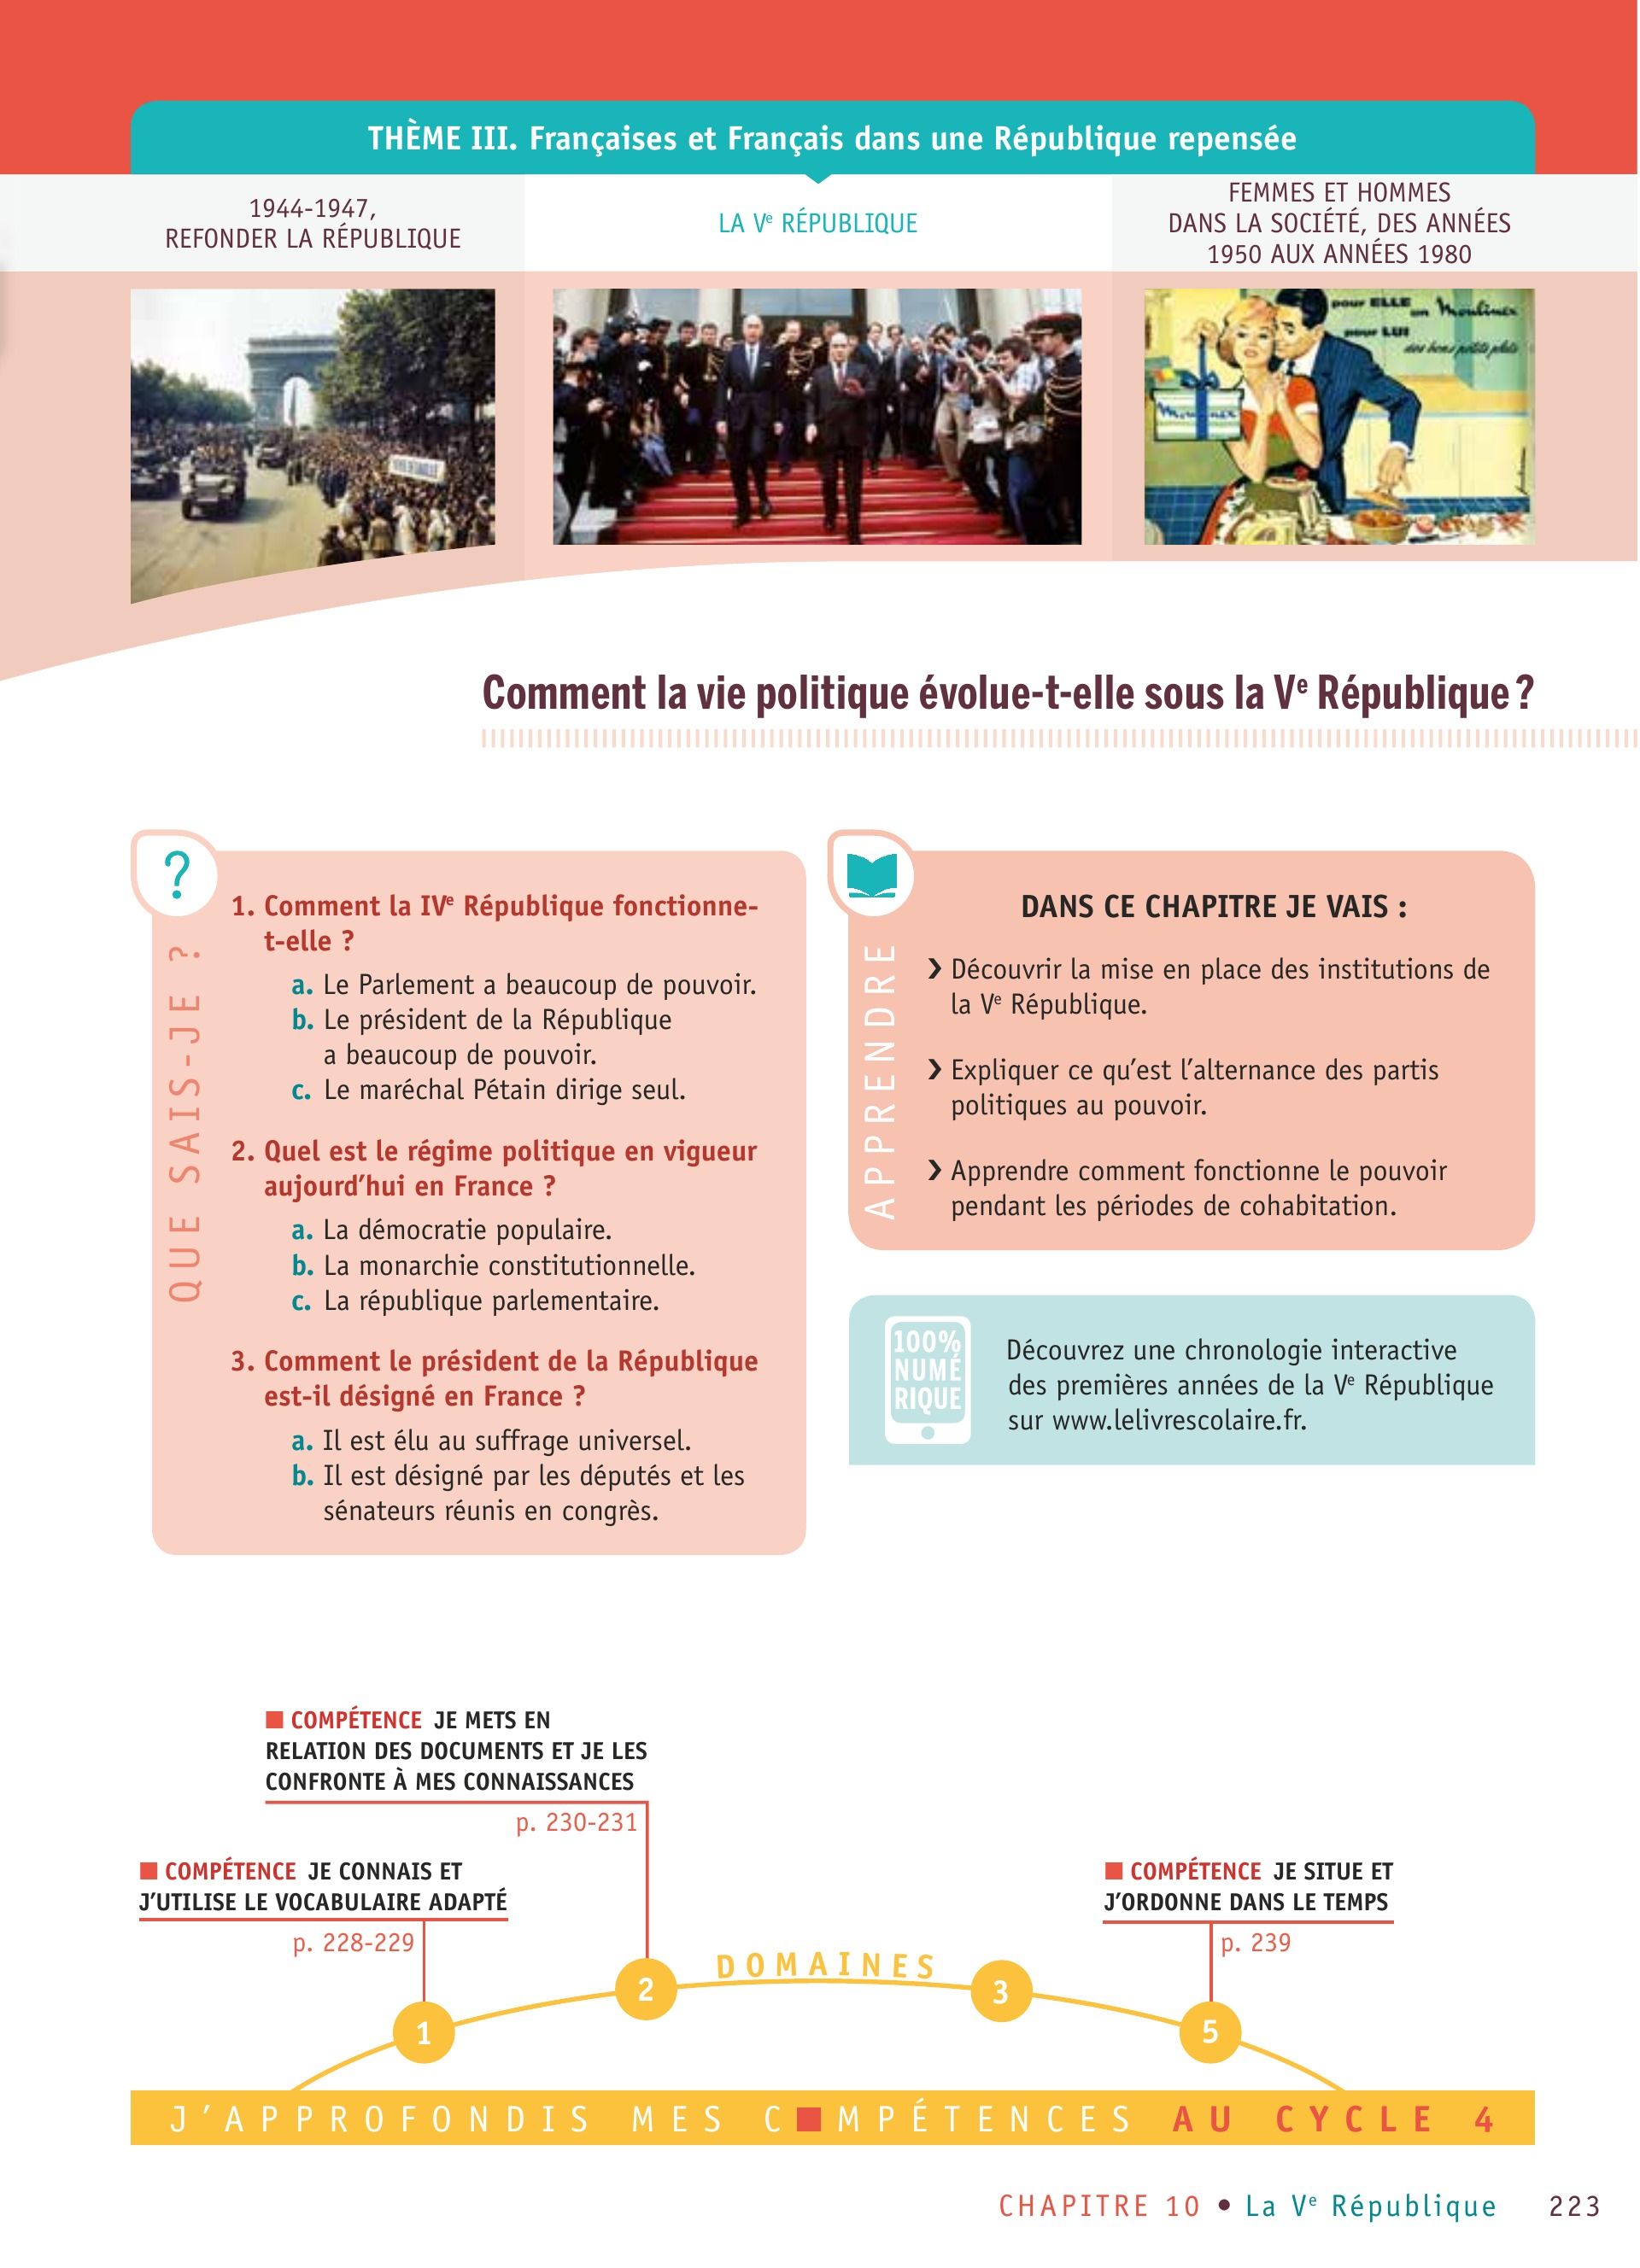 THÈME III. Françaises et Français dans une République repensée
1944-1947,
REFONDER LA RÉPUBLIQUE
LA Vᵉ RÉPUBLIQUE
FEMMES ET HOMMES
DANS LA SOCIÉTÉ, DES ANNÉES
1950 AUX ANNÉES 1980
pour ELLE
un Moulinex
pour LUI
des bons petits plats
Moulinex
Comment la vie politique évolue-t-elle sous la Vᵉ République ?
?
QUE SAIS-JE ?
1. Comment la IVᵉ République fonctionne-
t-elle ?
a. Le Parlement a beaucoup de pouvoir.
b. Le président de la République
a beaucoup de pouvoir.
c. Le maréchal Pétain dirige seul.
2. Quel est le régime politique en vigueur
aujourd’hui en France ?
a. La démocratie populaire.
b. La monarchie constitutionnelle.
c. La république parlementaire.
3. Comment le président de la République
est-il désigné en France ?
a. Il est élu au suffrage universel.
b. Il est désigné par les députés et les
sénateurs réunis en congrès.
APPRENDRE
DANS CE CHAPITRE JE VAIS :
❯ Découvrir la mise en place des institutions de
la Vᵉ République.
❯ Expliquer ce qu’est l’alternance des partis
politiques au pouvoir.
❯ Apprendre comment fonctionne le pouvoir
pendant les périodes de cohabitation.
100%
NUMÉ
RIQUE
Découvrez une chronologie interactive
des premières années de la Vᵉ République
sur www.lelivrescolaire.fr.
■ COMPÉTENCE JE METS EN
RELATION DES DOCUMENTS ET JE LES
CONFRONTE À MES CONNAISSANCES
p. 230-231
■ COMPÉTENCE JE CONNAIS ET
J’UTILISE LE VOCABULAIRE ADAPTÉ
p. 228-229
■ COMPÉTENCE JE SITUE ET
J’ORDONNE DANS LE TEMPS
p. 239
DOMAINES
1
2
3
5
J’APPROFONDIS MES C■MPÉTENCES AU CYCLE 4
CHAPITRE 10 • La Vᵉ République 223